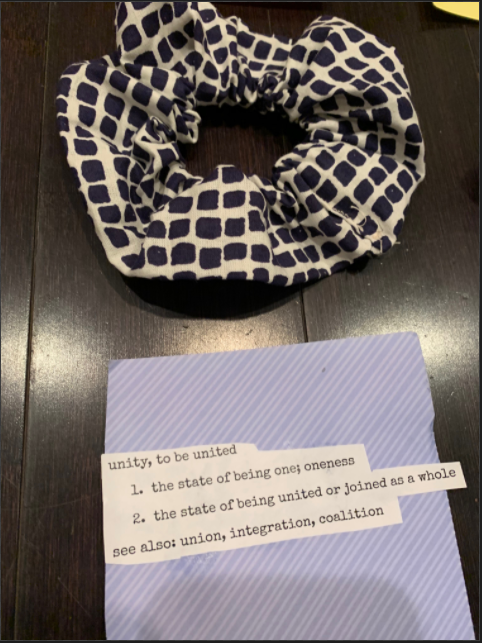 unity, to be united
1. the state of being one; oneness
2. the state of being united or joined as a whole
see also: union, integration, coalition